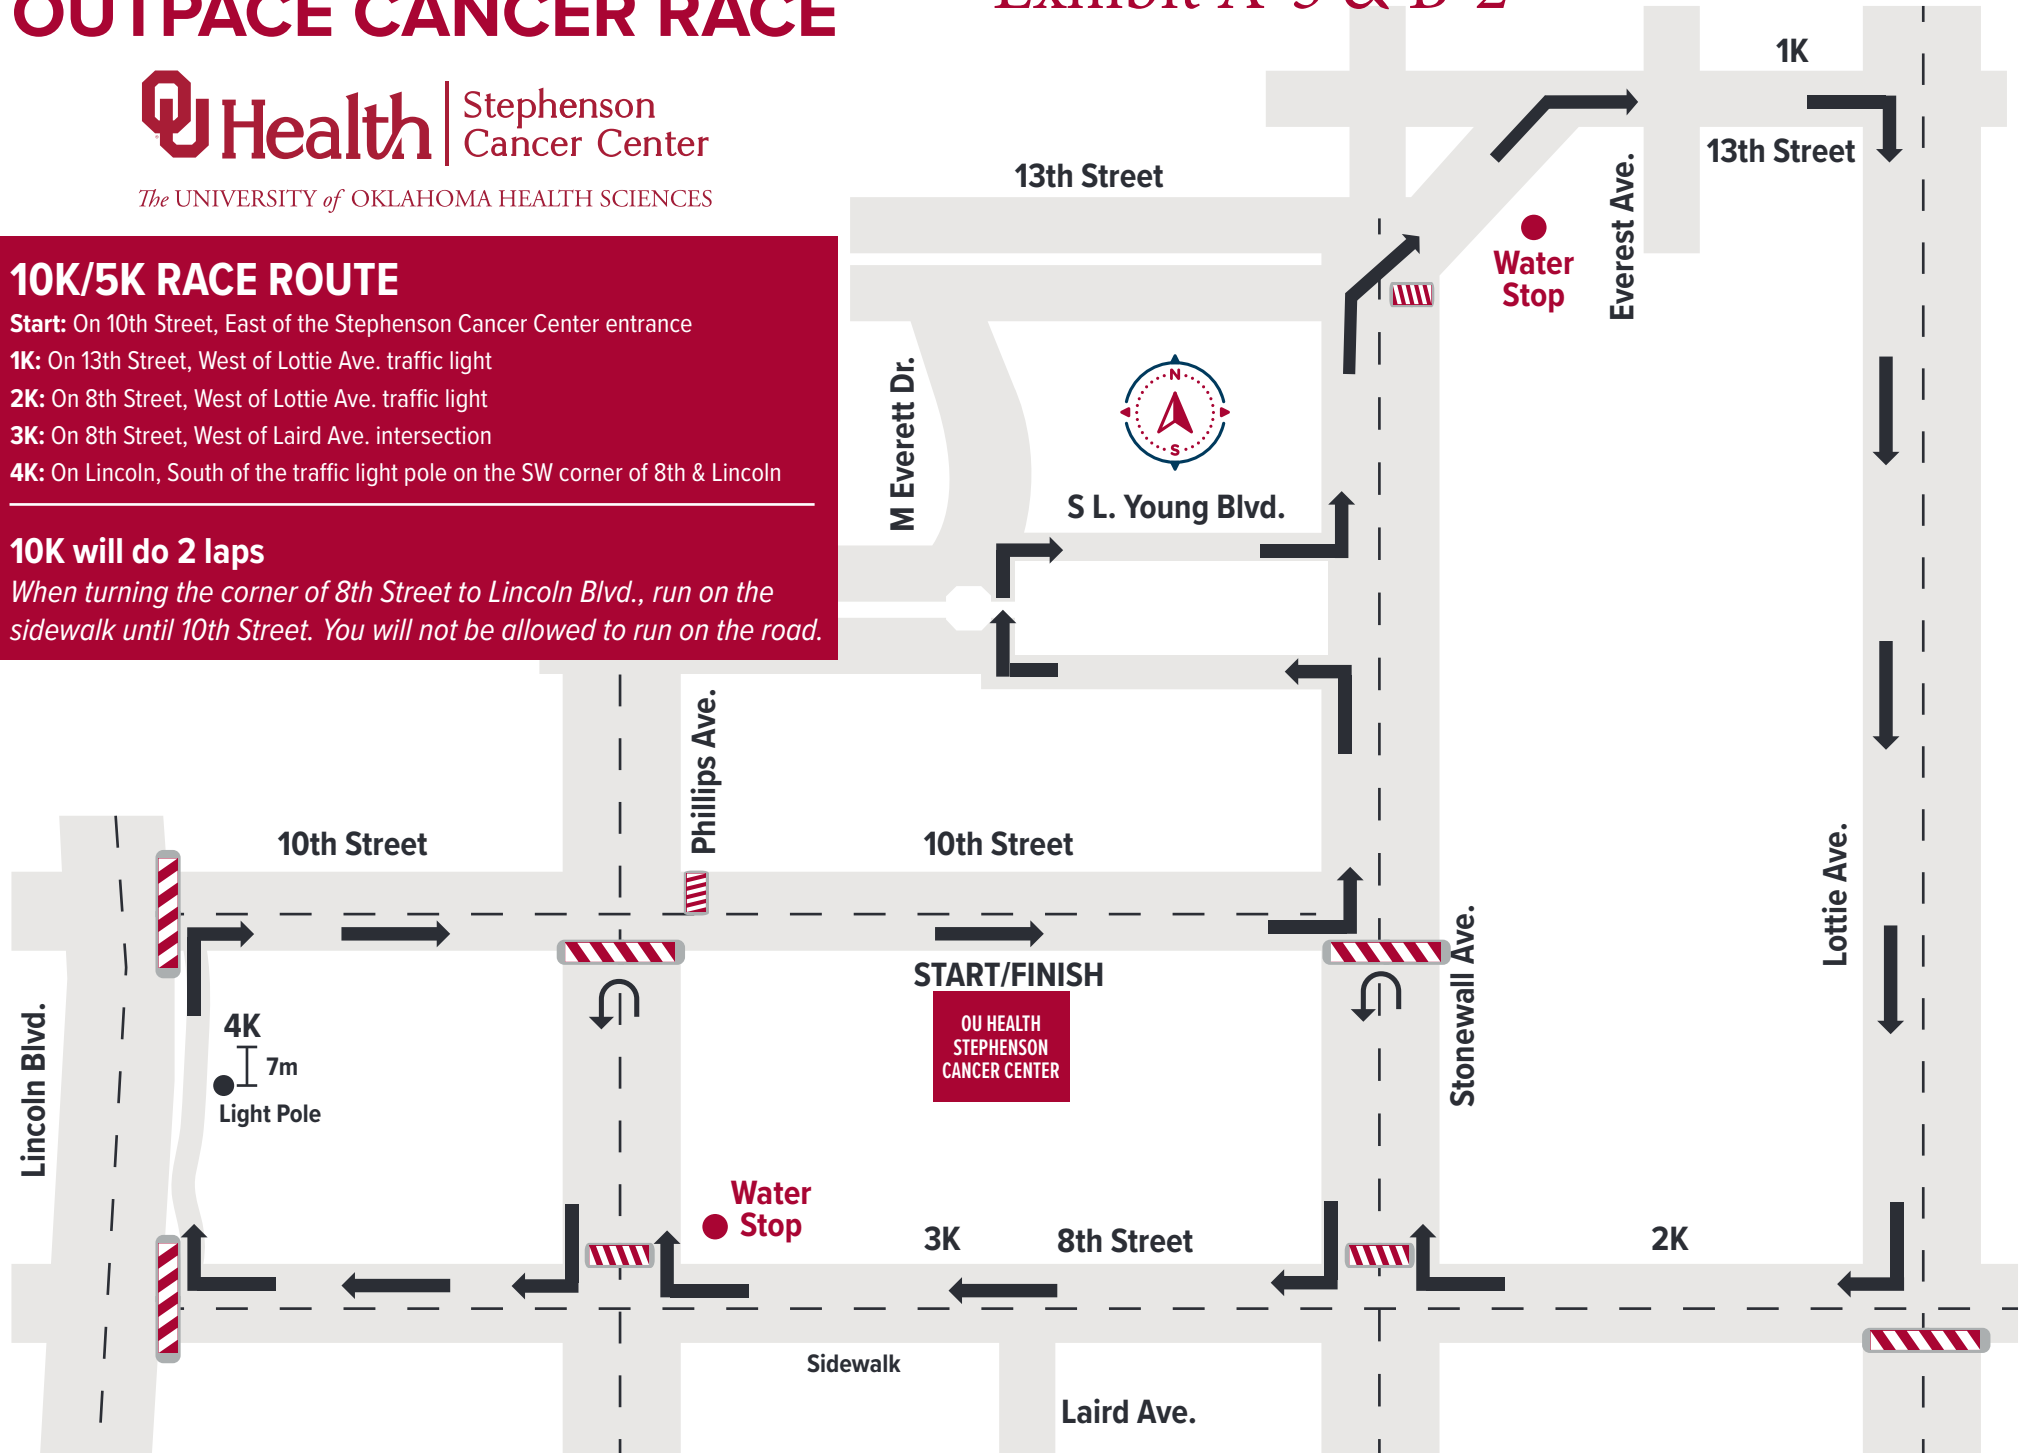 OUTPACE CANCER RACE
Exhibit A-3 & B-2
OU Health
Stephenson
Cancer Center
The UNIVERSITY of OKLAHOMA HEALTH SCIENCES
10K/5K RACE ROUTE
Start: On 10th Street, East of the Stephenson Cancer Center entrance
1K: On 13th Street, West of Lottie Ave. traffic light
2K: On 8th Street, West of Lottie Ave. traffic light
3K: On 8th Street, West of Laird Ave. intersection
4K: On Lincoln, South of the traffic light pole on the SW corner of 8th & Lincoln
10K will do 2 laps
When turning the corner of 8th Street to Lincoln Blvd., run on the
sidewalk until 10th Street. You will not be allowed to run on the road.
1K
13th Street
13th Street
Everest Ave.
Water
Stop
M Everett Dr.
N
S
S L. Young Blvd.
Phillips Ave.
10th Street
10th Street
Lottie Ave.
Stonewall Ave.
START/FINISH
OU HEALTH
STEPHENSON
CANCER CENTER
Lincoln Blvd.
4K
7m
Light Pole
Water
Stop
3K
8th Street
2K
Sidewalk
Laird Ave.